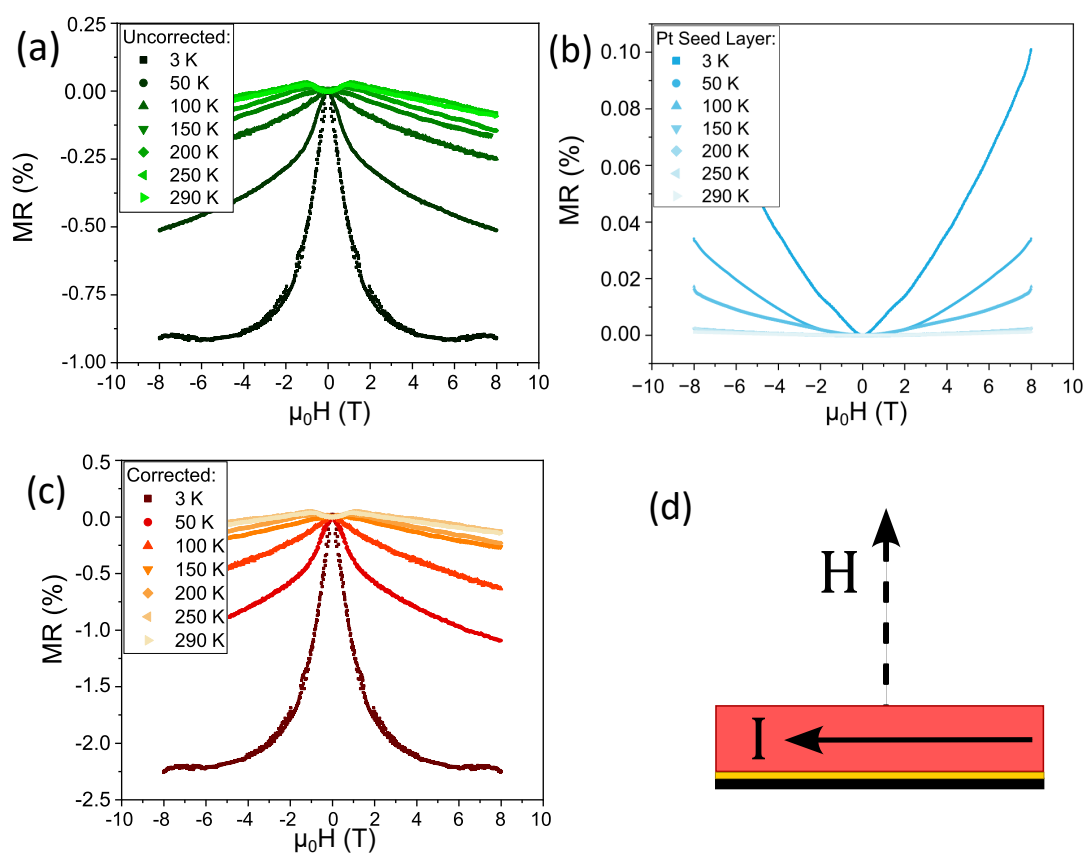 (a)
0.25
0.00
-0.25
-0.50
-0.75
-1.00
MR (%)
Uncorrected:
3 K
50 K
100 K
150 K
200 K
250 K
290 K
-10 -8 -6 -4 -2 0 2 4 6 8 10
μ₀H (T)
(b)
0.10
0.08
0.06
0.04
0.02
0.00
MR (%)
Pt Seed Layer:
3 K
50 K
100 K
150 K
200 K
250 K
290 K
−10 −8 −6 −4 −2 0 2 4 6 8 10
μ₀H (T)
(c)
0.5
0.0
-0.5
-1.0
-1.5
-2.0
-2.5
MR (%)
Corrected:
3 K
50 K
100 K
150 K
200 K
250 K
290 K
-10 -8 -6 -4 -2 0 2 4 6 8 10
μ₀H (T)
(d)
H
I